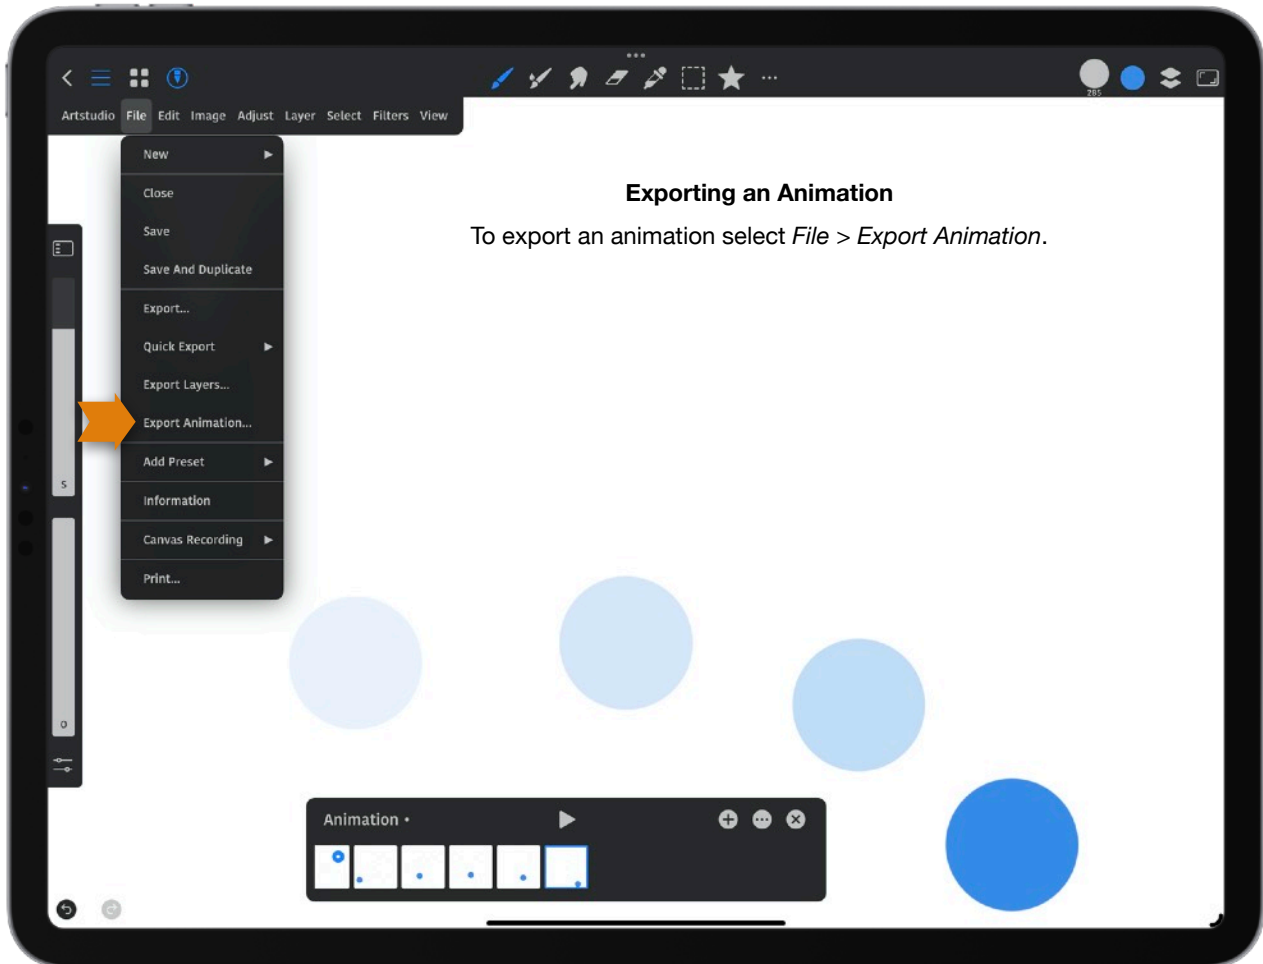 285
Artstudio File Edit Image Adjust Layer Select Filters View
New
Close
Save
Save And Duplicate
Export...
Quick Export
Export Layers...
Export Animation...
Add Preset
Information
Canvas Recording
Print...
Exporting an Animation
To export an animation select File > Export Animation.
S
O
Animation •